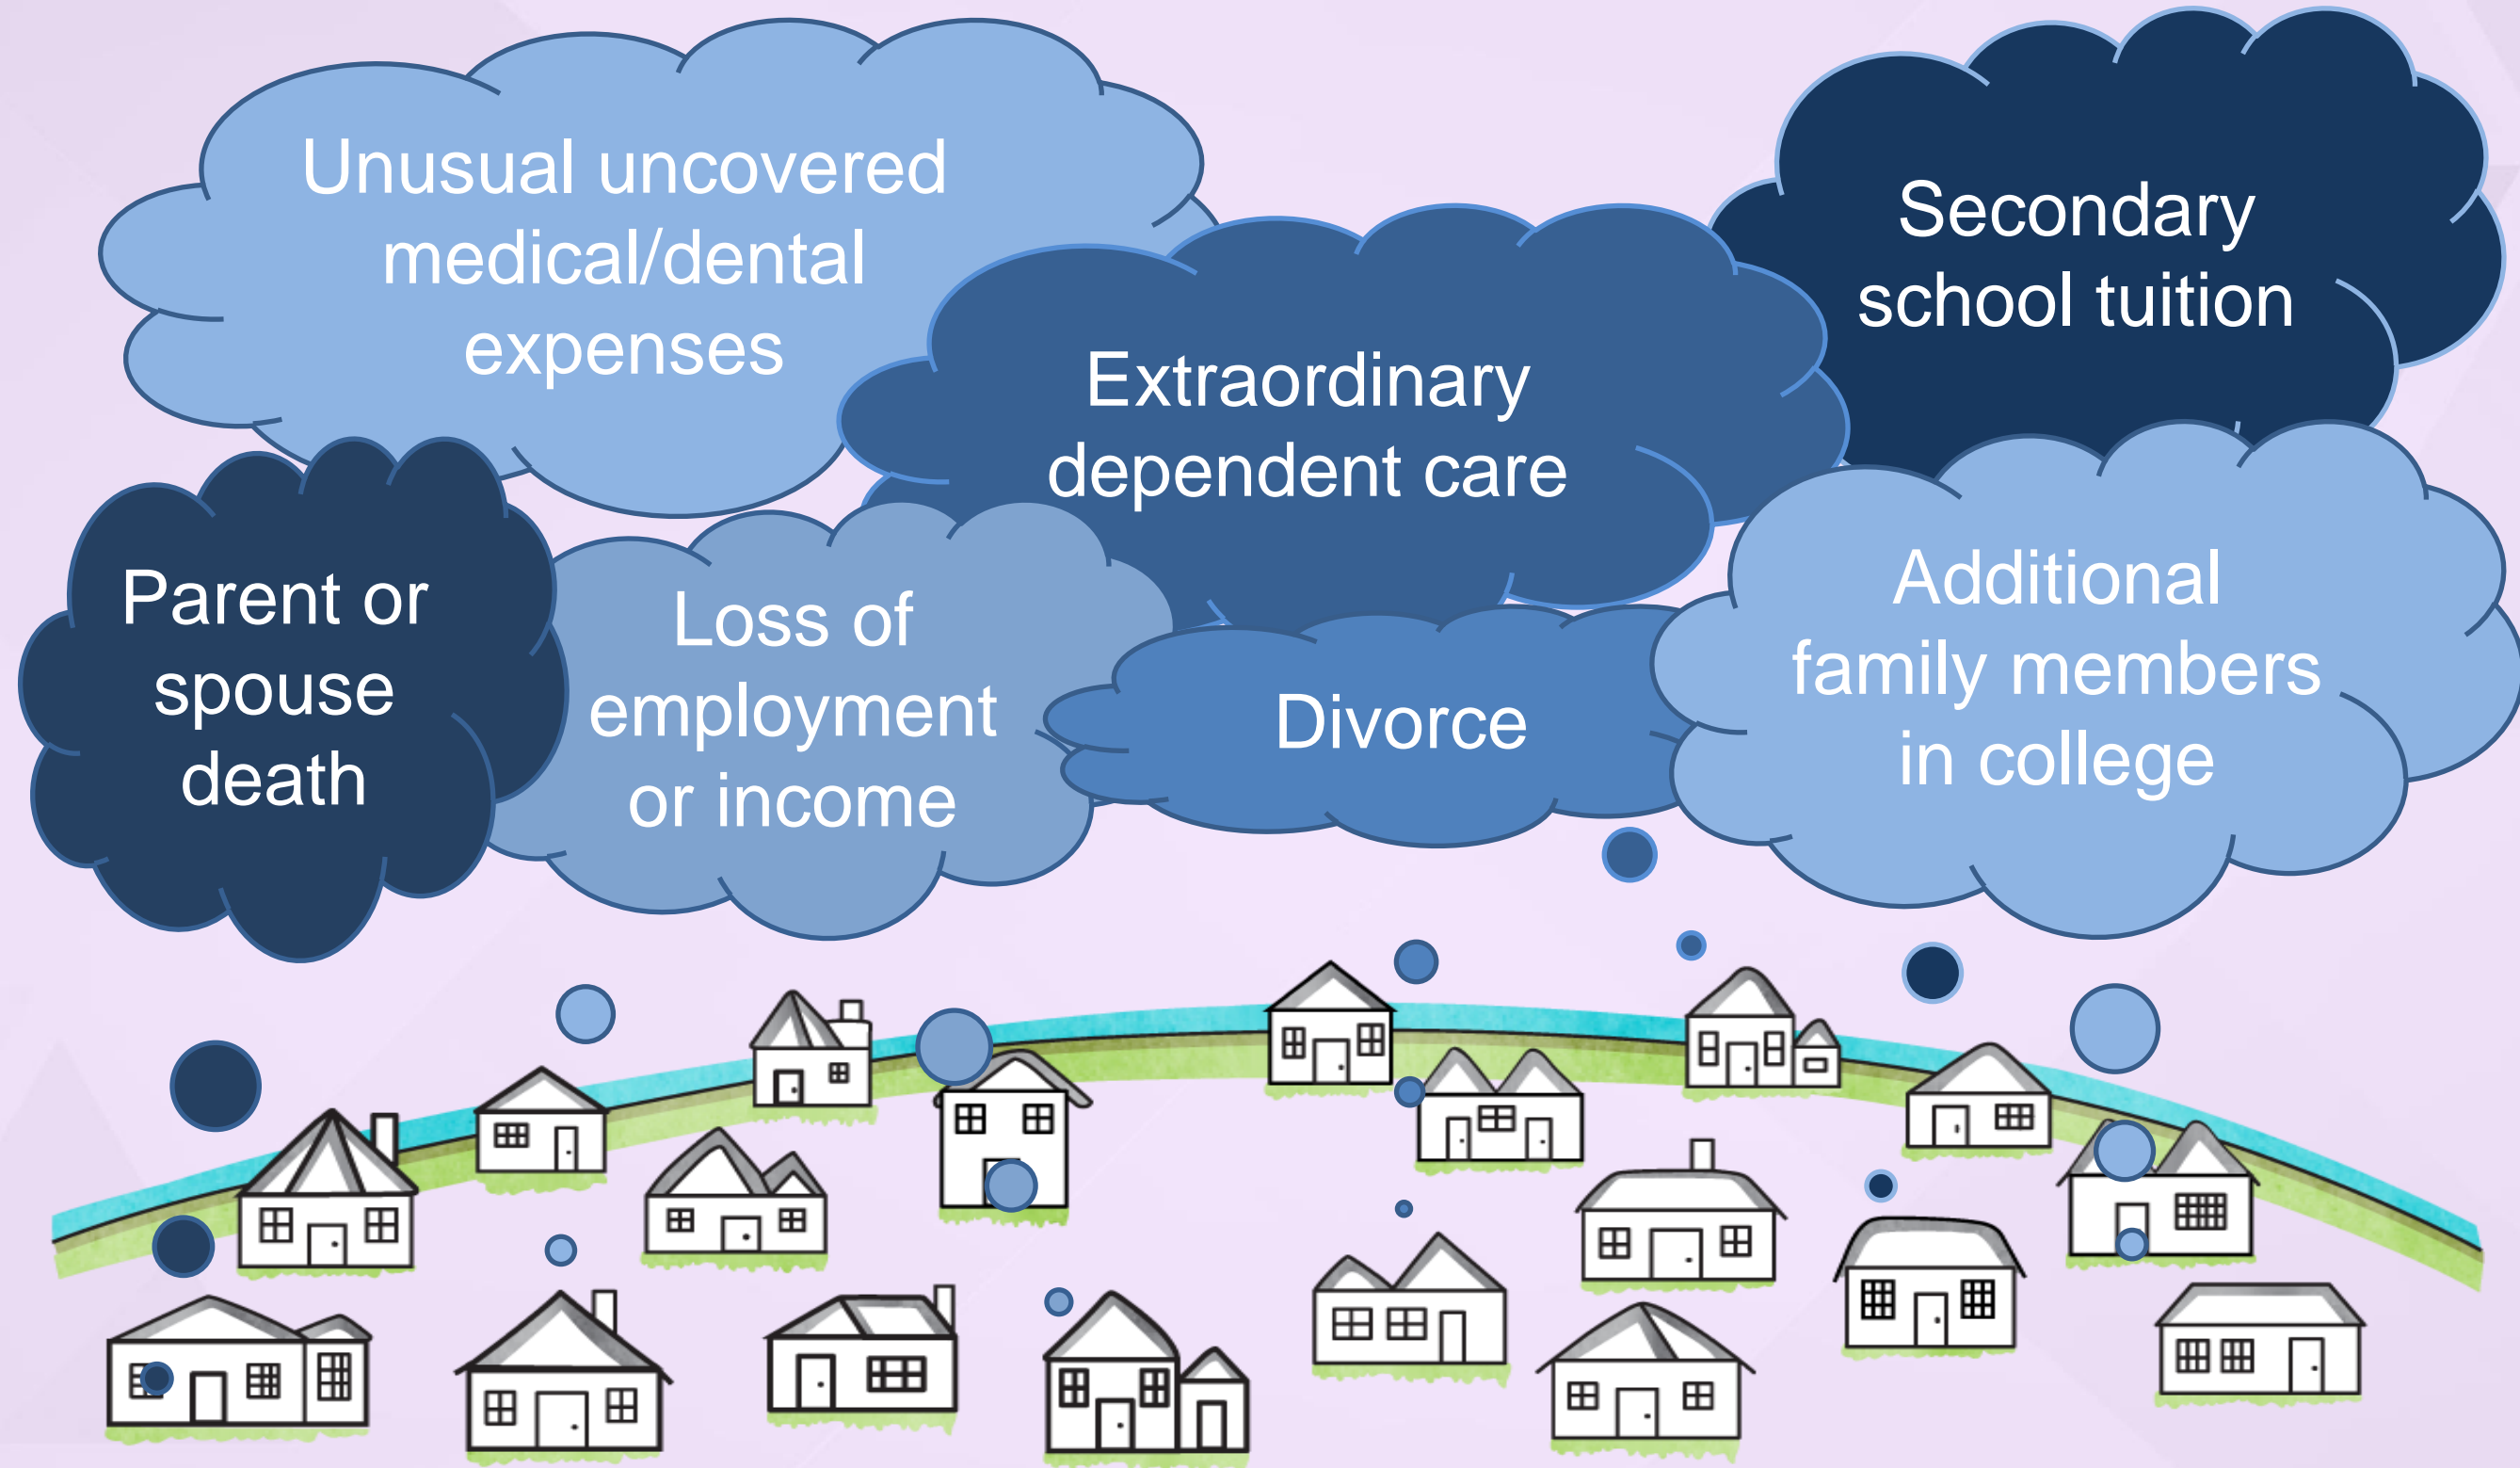 Unusual uncovered
medical/dental
expenses
Secondary
school tuition
Extraordinary
dependent care
Parent or
spouse
death
Loss of
employment
or income
Divorce
Additional
family members
in college